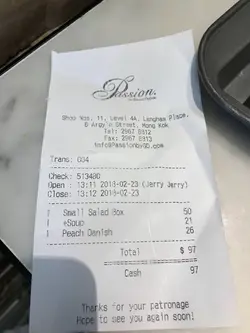 Passion.
Shop Nos. 11, Level 4A, Langham Place,
8 Argyle Street, Mong Kok
Tel: 2967 0312
Fax: 2967 0313
info@PassionbyGD.com
Trans: 034
Check: 513480
Open : 13:11 2018-02-23 (Jerry Jerry)
Close: 13:12 2018-02-23
1 Small Salad Box 50
1 +Soup 21
1 Peach Danish 26
Total $ 97
Cash 97
Thanks for your patronage
Hope to see you again soon!